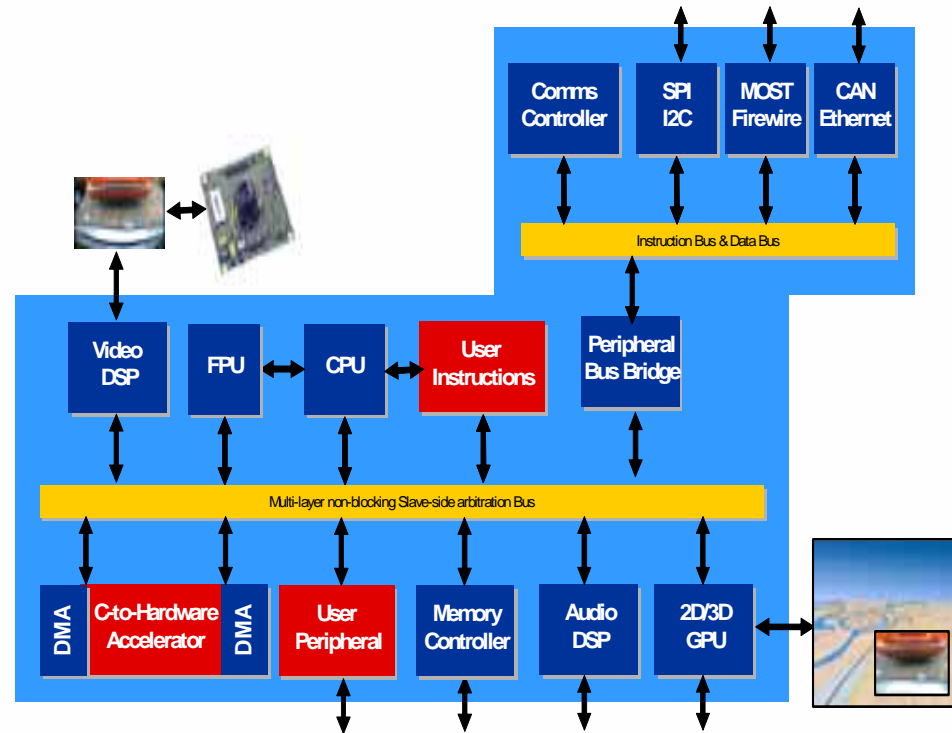 Comms
Controller
SPI
I2C
MOST
Firewire
CAN
Ethernet
Instruction Bus & Data Bus
Video
DSP
FPU
CPU
User
Instructions
Peripheral
Bus Bridge
Multi-layer non-blocking Slave-side arbitration Bus
DMA
C-to-Hardware
Accelerator
DMA
User
Peripheral
Memory
Controller
Audio
DSP
2D/3D
GPU